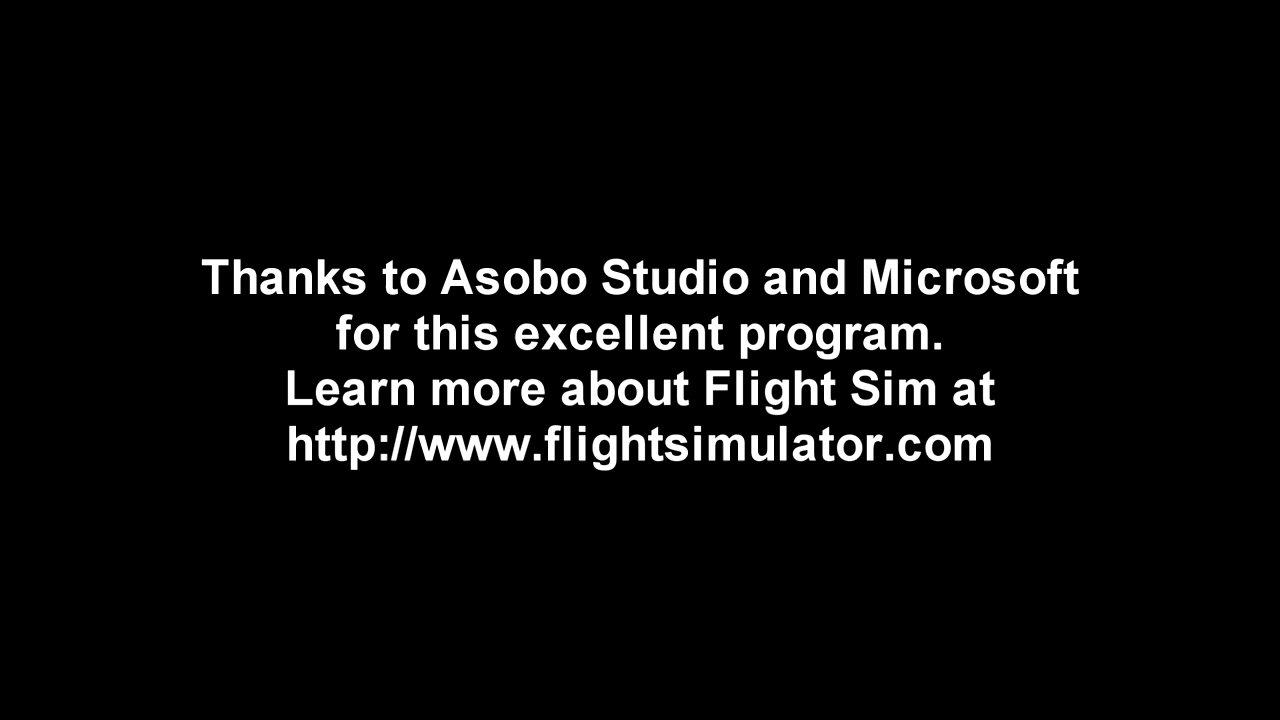 Thanks to Asobo Studio and Microsoft
for this excellent program.
Learn more about Flight Sim at
http://www.flightsimulator.com